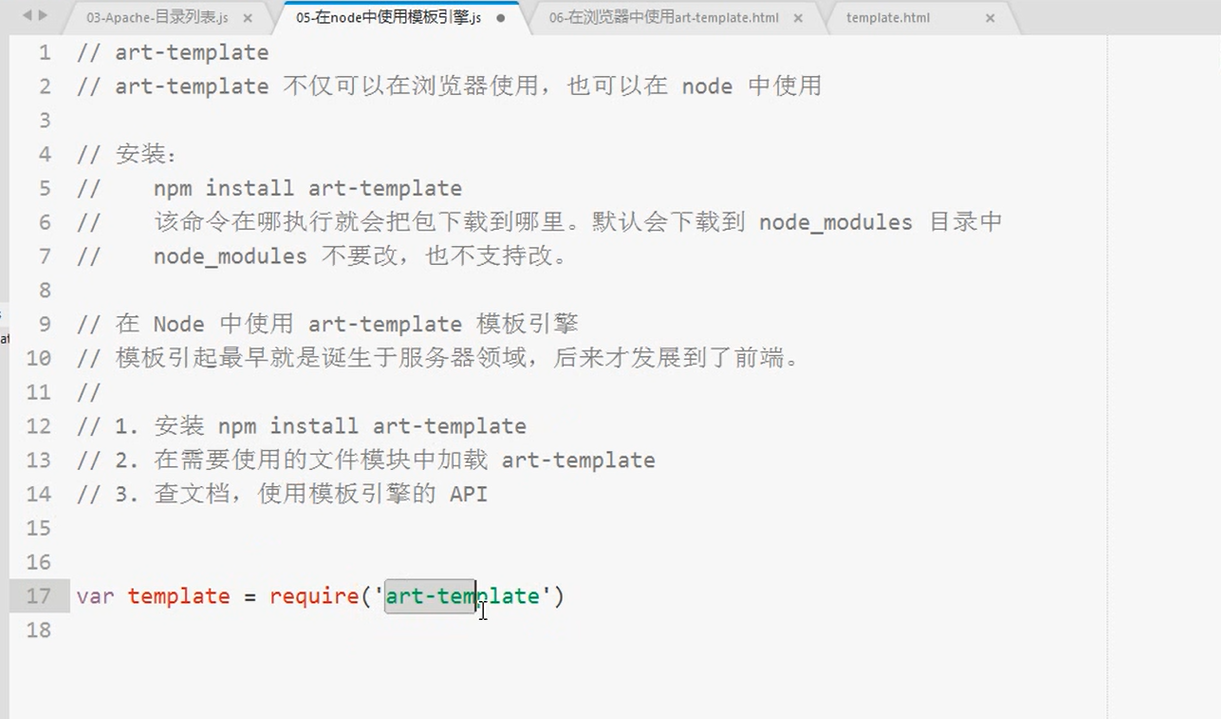 03-Apache-目录列表.js
05-在node中使用模板引擎.js
06-在浏览器中使用art-template.html
template.html
1 // art-template
2 // art-template 不仅可以在浏览器使用，也可以在 node 中使用
3
4 // 安装：
5 // npm install art-template
6 // 该命令在哪执行就会把包下载到哪里。默认会下载到 node_modules 目录中
7 // node_modules 不要改，也不支持改。
8
9 // 在 Node 中使用 art-template 模板引擎
10 // 模板引起最早就是诞生于服务器领域，后来才发展到了前端。
11 //
12 // 1. 安装 npm install art-template
13 // 2. 在需要使用的文件模块中加载 art-template
14 // 3. 查文档，使用模板引擎的 API
15
16
17 var template = require('art-template')
18